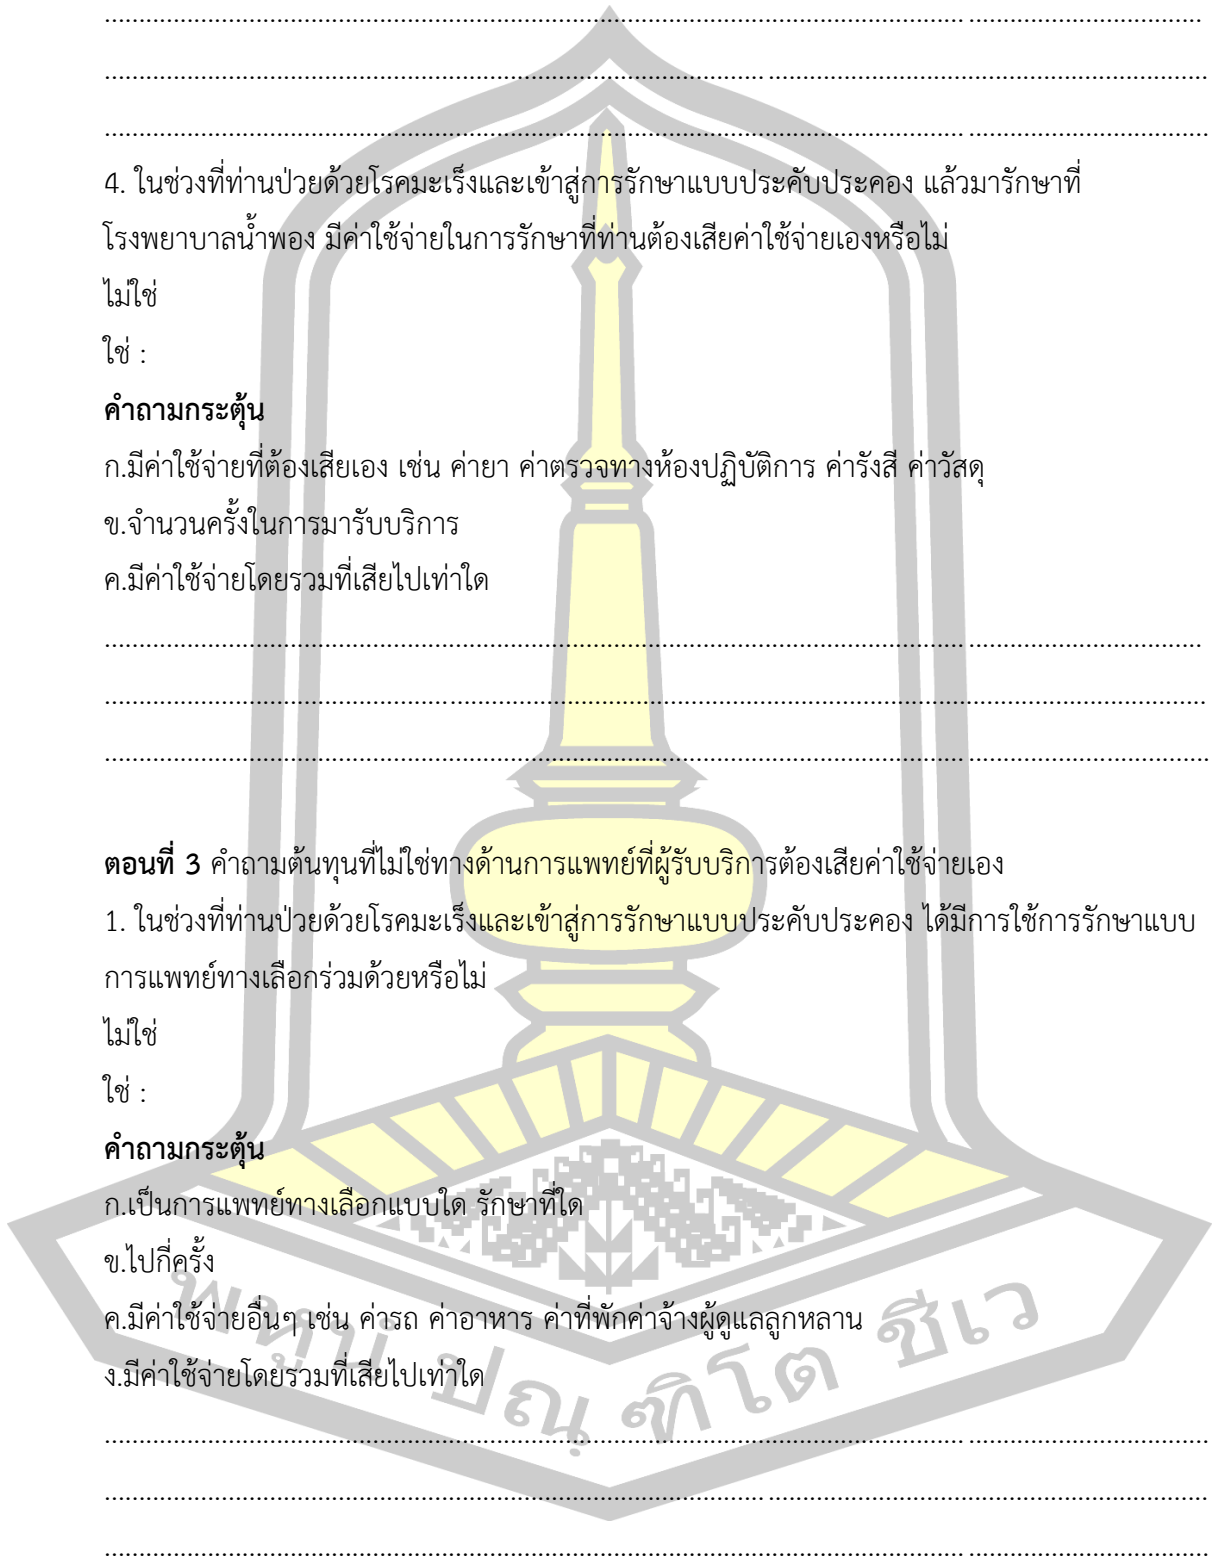 ................................................................................................................................................................
................................................................................................................................................................
................................................................................................................................................................
4. ในช่วงที่ท่านป่วยด้วยโรคมะเร็งและเข้าสู่การรักษาแบบประคับประคอง แล้วมารักษาที่
โรงพยาบาลน้ำพอง มีค่าใช้จ่ายในการรักษาที่ท่านต้องเสียค่าใช้จ่ายเองหรือไม่
ไม่ใช่
ใช่ :
คำถามกระตุ้น
ก.มีค่าใช้จ่ายที่ต้องเสียเอง เช่น ค่ายา ค่าตรวจทางห้องปฏิบัติการ ค่ารังสี ค่าวัสดุ
ข.จำนวนครั้งในการมารับบริการ
ค.มีค่าใช้จ่ายโดยรวมที่เสียไปเท่าใด
................................................................................................................................................................
................................................................................................................................................................
................................................................................................................................................................
ตอนที่ 3 คำถามต้นทุนที่ไม่ใช่ทางด้านการแพทย์ที่ผู้รับบริการต้องเสียค่าใช้จ่ายเอง
1. ในช่วงที่ท่านป่วยด้วยโรคมะเร็งและเข้าสู่การรักษาแบบประคับประคอง ได้มีการใช้การรักษาแบบ
การแพทย์ทางเลือกร่วมด้วยหรือไม่
ไม่ใช่
ใช่ :
คำถามกระตุ้น
ก.เป็นการแพทย์ทางเลือกแบบใด รักษาที่ใด
ข.ไปกี่ครั้ง
ค.มีค่าใช้จ่ายอื่นๆ เช่น ค่ารถ ค่าอาหาร ค่าที่พักค่าจ้างผู้ดูแลลูกหลาน
ง.มีค่าใช้จ่ายโดยรวมที่เสียไปเท่าใด
พหูนํ ปณฺฑิโต ชีเว
................................................................................................................................................................
................................................................................................................................................................
................................................................................................................................................................